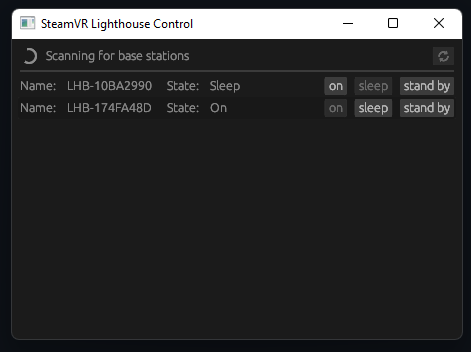 SteamVR Lighthouse Control
Scanning for base stations
Name: LHB-10BA2990 State: Sleep on sleep stand by
Name: LHB-174FA48D State: On on sleep stand by